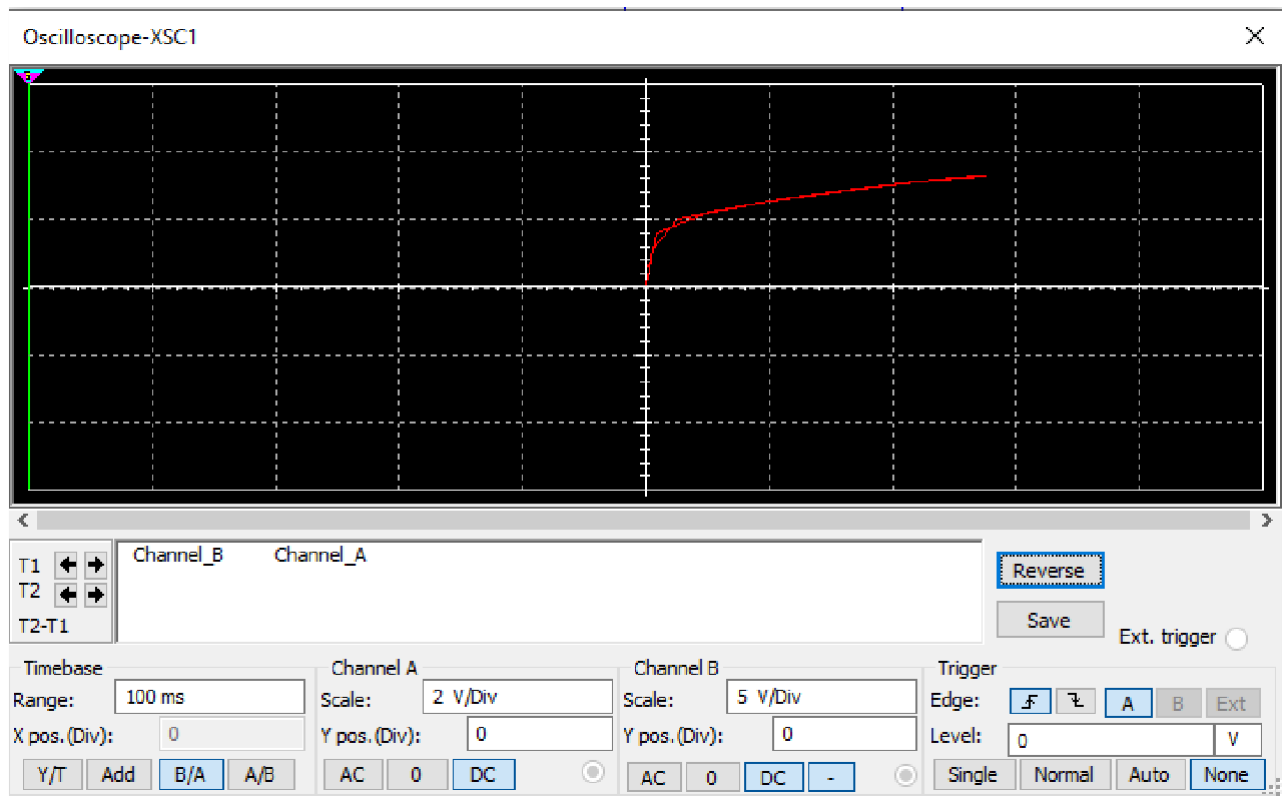 Oscilloscope-XSC1
T1
T2
T2-T1
Channel_B Channel_A
Reverse
Save
Ext. trigger
Timebase
Range: 100 ms
X pos.(Div): 0
Y/T Add B/A A/B
Channel A
Scale: 2 V/Div
Y pos.(Div): 0
AC 0 DC
Channel B
Scale: 5 V/Div
Y pos.(Div): 0
AC 0 DC -
Trigger
Edge: A B Ext
Level: 0 V
Single Normal Auto None